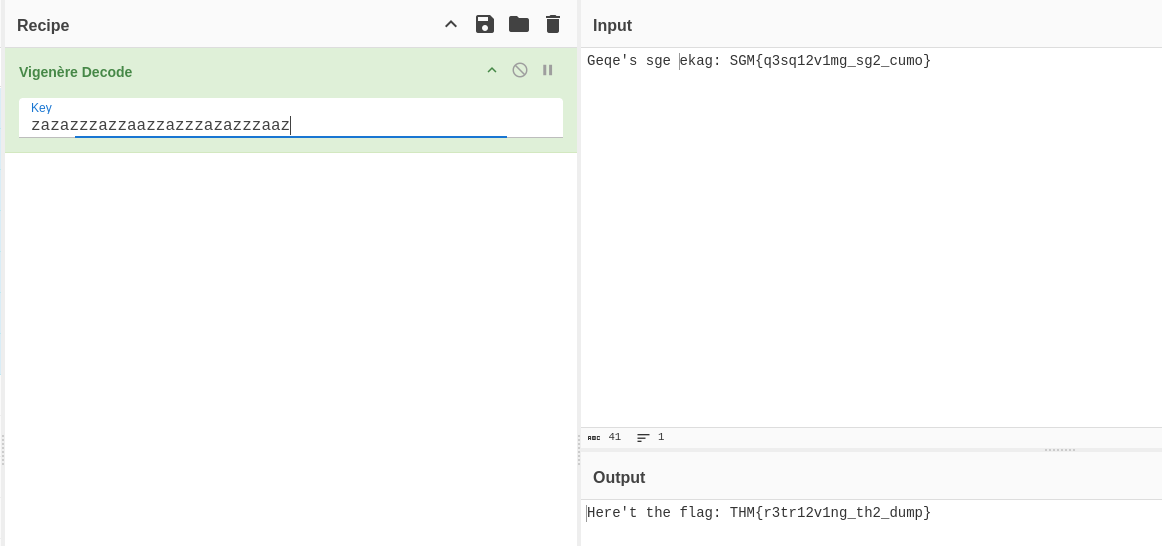 Recipe
Vigenère Decode
Key
zazazzzazzaazzazzzazazzzaaz
Input
Geqe's sge ekag: SGM{q3sq12v1mg_sg2_cumo}
ABC 41 1
Output
Here't the flag: THM{r3tr12v1ng_th2_dump}